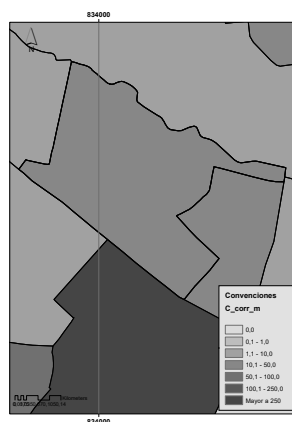 834000
N
Convenciones
C_corr_m
0,0
0,1 - 1,0
1,1 - 10,0
10,1 - 50,0
50,1 - 100,0
100,1 - 250,0
Mayor a 250
834000